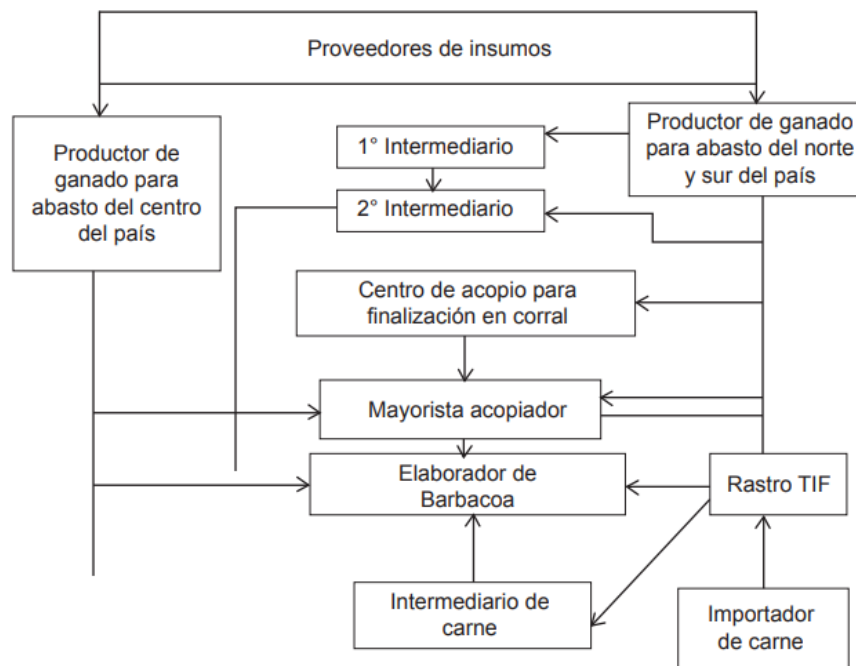 Proveedores de insumos
Productor de
ganado para
abasto del centro
del país
1° Intermediario
2° Intermediario
Productor de ganado
para abasto del norte
y sur del país
Centro de acopio para
finalización en corral
Mayorista acopiador
Elaborador de
Barbacoa
Rastro TIF
Intermediario de
carne
Importador
de carne